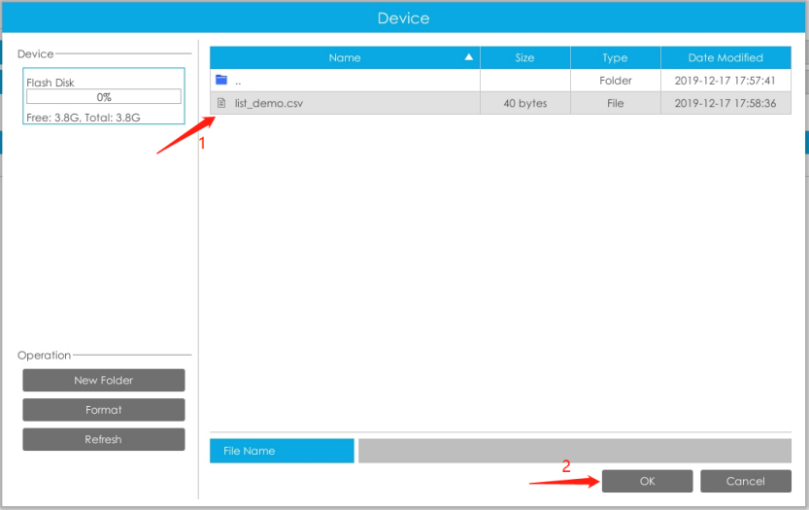 Device
Device
Flash Disk
0%
Free: 3.8G, Total: 3.8G
Name Size Type Date Modified
.. Folder 2019-12-17 17:57:41
list_demo.csv 40 bytes File 2019-12-17 17:58:36
1
Operation
New Folder
Format
Refresh
File Name
2
OK Cancel